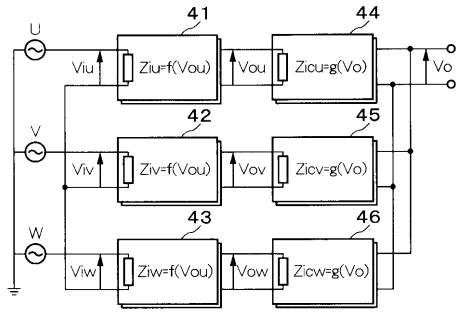 41
44
U
Viu
Ziu=f(Vou)
Vou
Zicu=g(Vo)
Vo
42
45
V
Viv
Ziv=f(Vou)
Vov
Zicv=g(Vo)
43
46
W
Viw
Ziw=f(Vou)
Vow
Zicw=g(Vo)